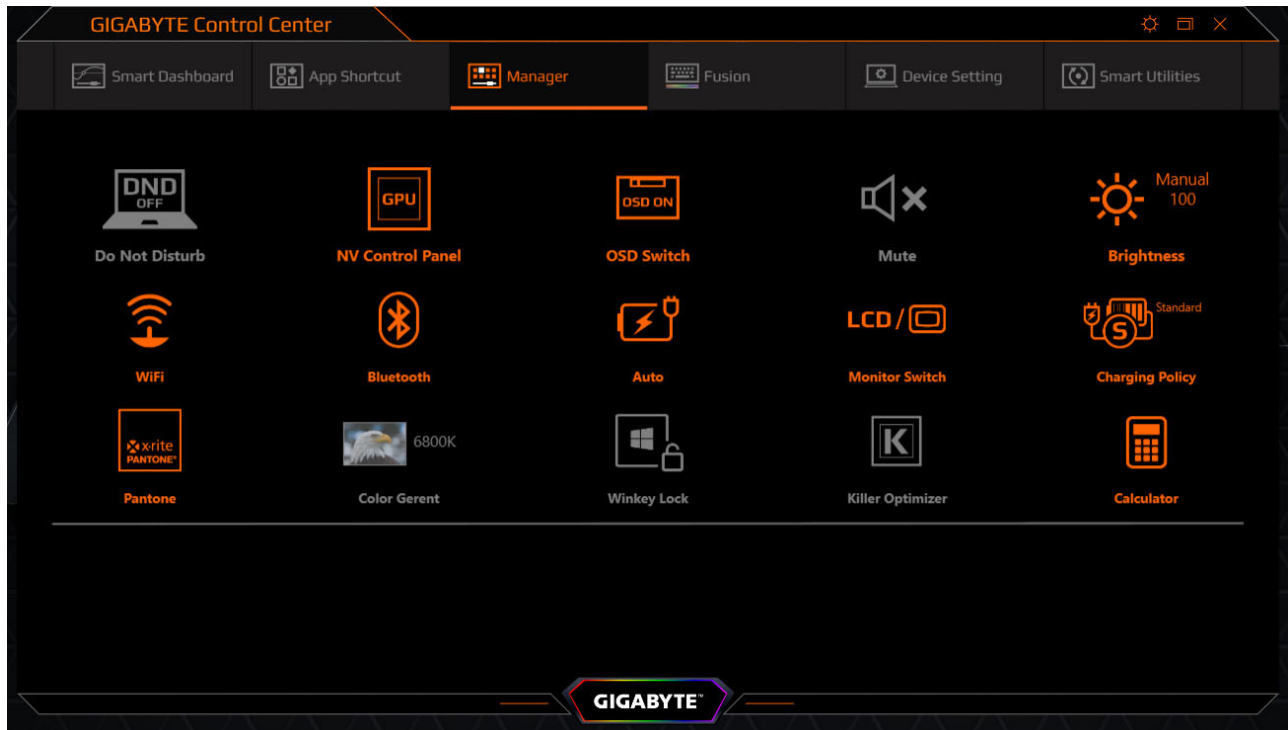 GIGABYTE Control Center
Smart Dashboard
App Shortcut
Manager
Fusion
Device Setting
Smart Utilities
DND
OFF
Do Not Disturb
GPU
NV Control Panel
OSD ON
OSD Switch
Mute
Manual
100
Brightness
WiFi
Bluetooth
Auto
LCD /
Monitor Switch
S
Standard
Charging Policy
x·rite
PANTONE®
Pantone
6800K
Color Gerent
Winkey Lock
K
Killer Optimizer
Calculator
GIGABYTE™